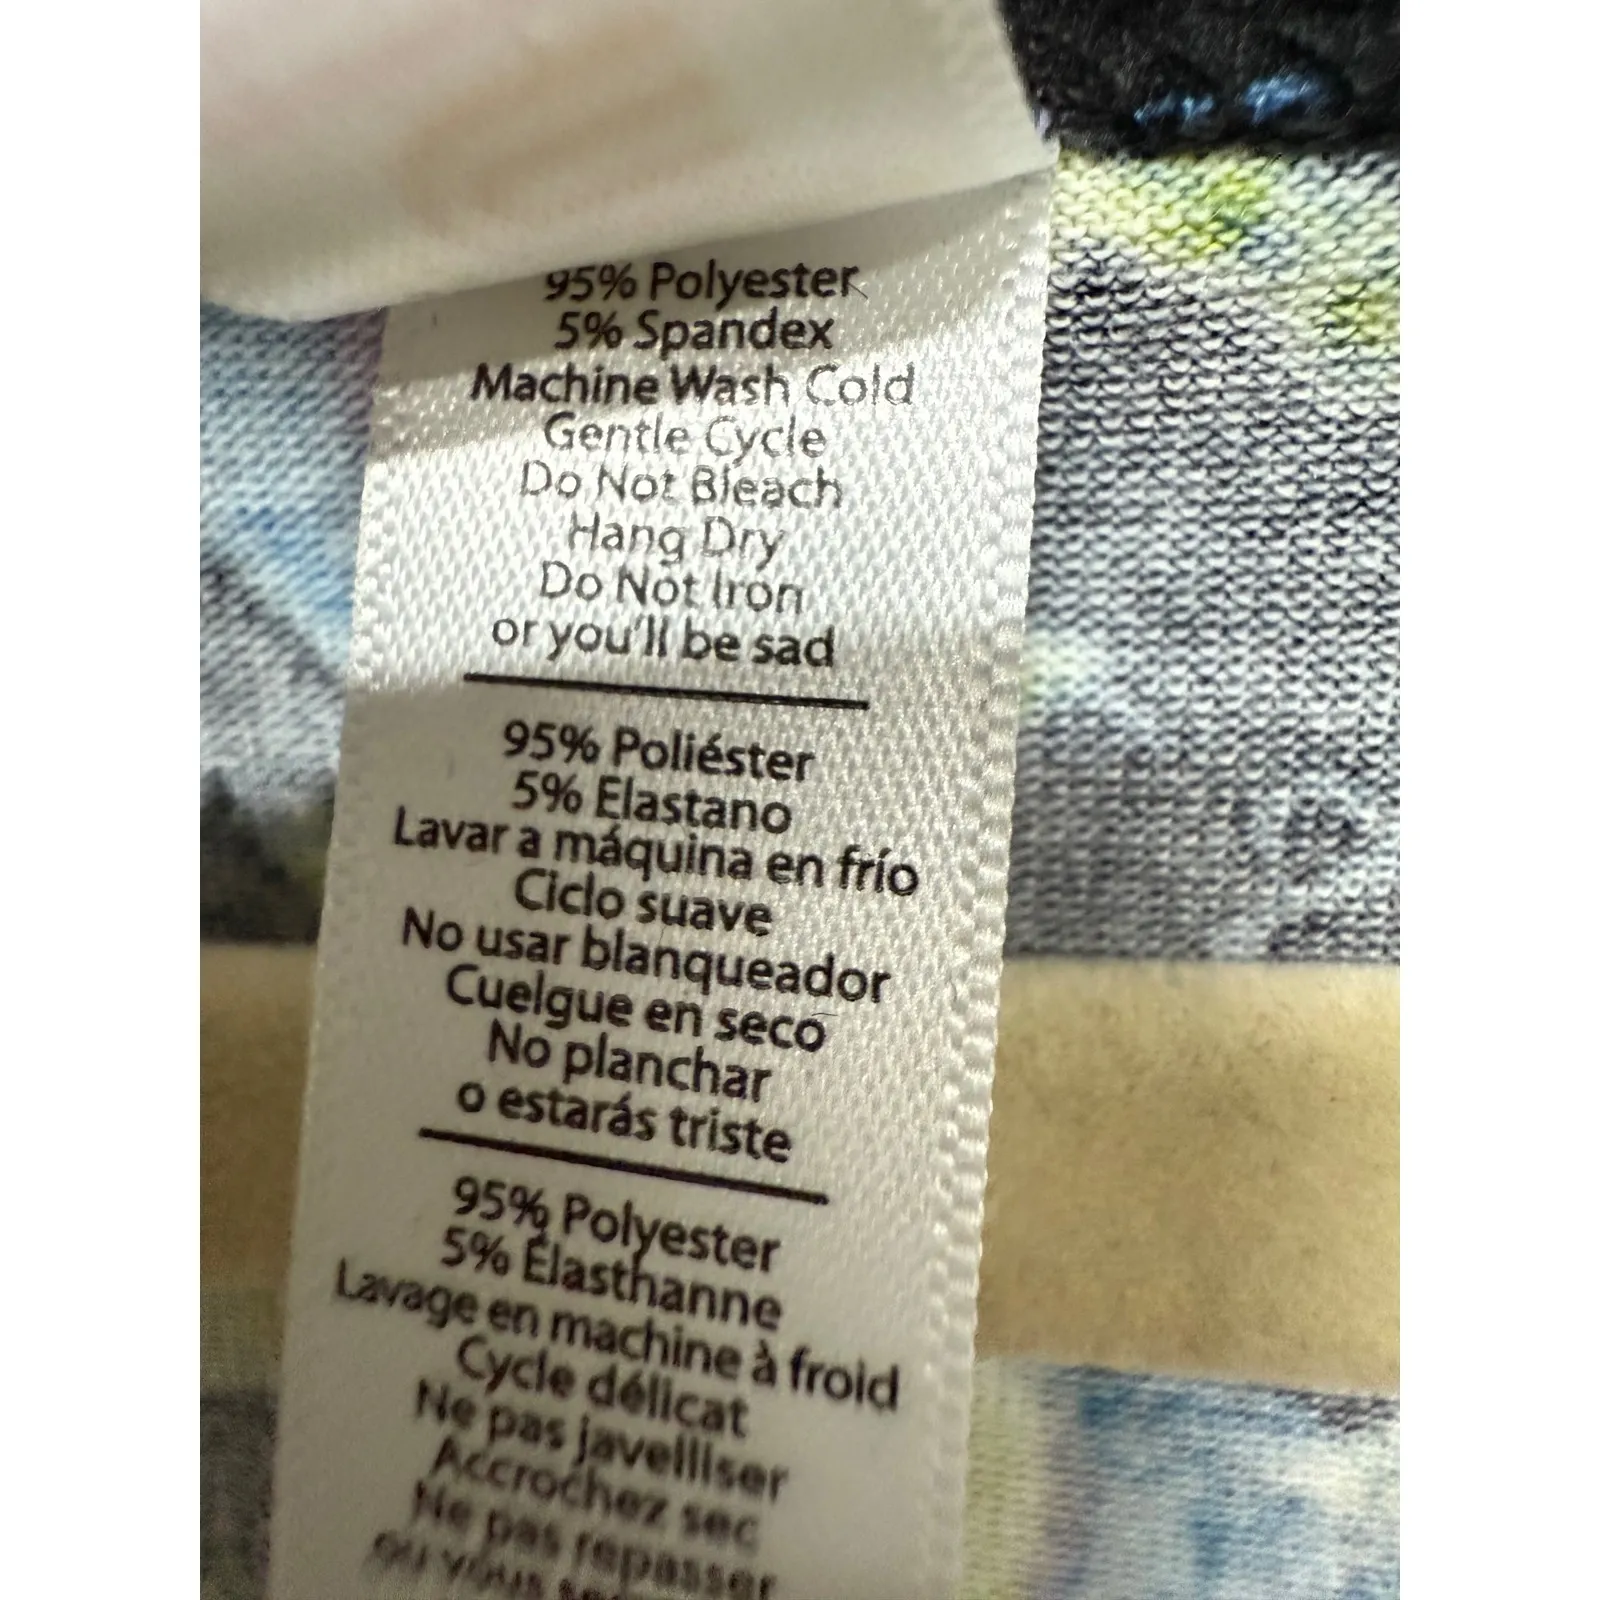 95% Polyester
5% Spandex
Machine Wash Cold
Gentle Cycle
Do Not Bleach
Hang Dry
Do Not Iron
or you'll be sad
95% Poliéster
5% Elastano
Lavar a máquina en frío
Ciclo suave
No usar blanqueador
Cuelgue en seco
No planchar
o estarás triste
95% Polyester
5% Élasthanne
Lavage en machine à froid
Cycle délicat
Ne pas javelliser
Accrochez sec
Ne pas repasser
ou vous